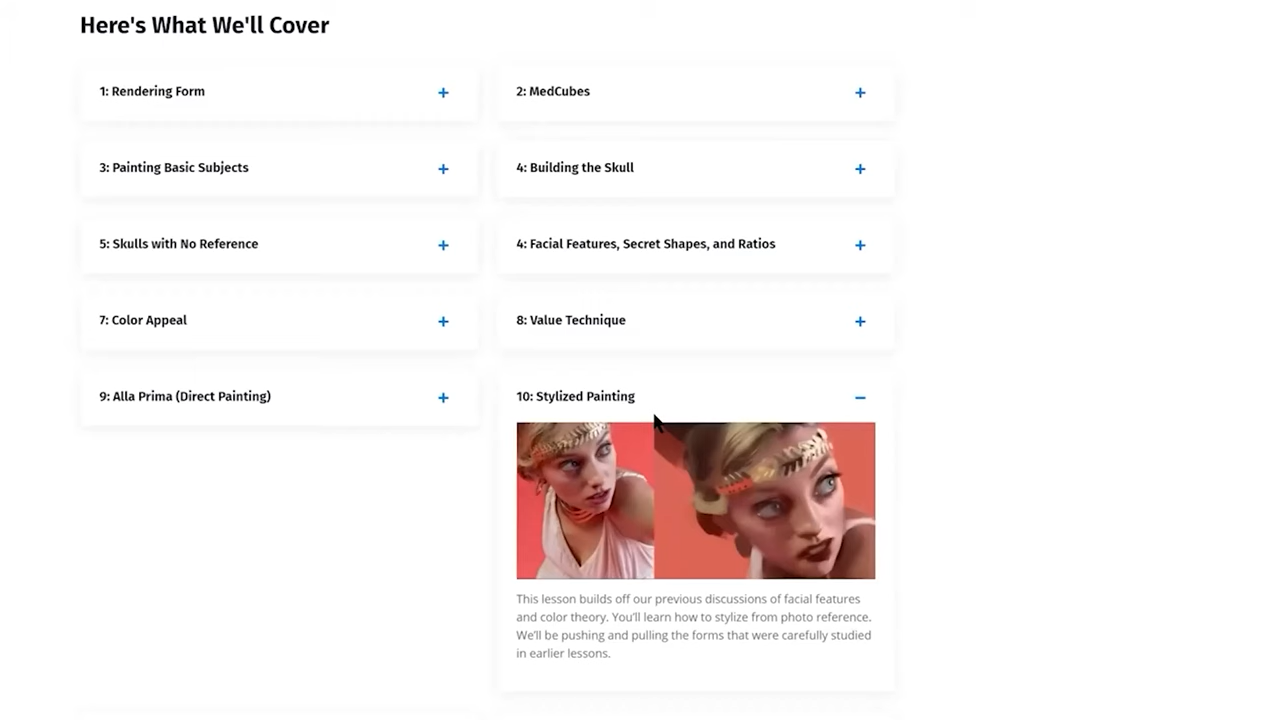 Here's What We'll Cover
1: Rendering Form
2: MedCubes
3: Painting Basic Subjects
4: Building the Skull
5: Skulls with No Reference
4: Facial Features, Secret Shapes, and Ratios
7: Color Appeal
8: Value Technique
9: Alla Prima (Direct Painting)
10: Stylized Painting
This lesson builds off our previous discussions of facial features
and color theory. You'll learn how to stylize from photo reference.
We'll be pushing and pulling the forms that were carefully studied
in earlier lessons.